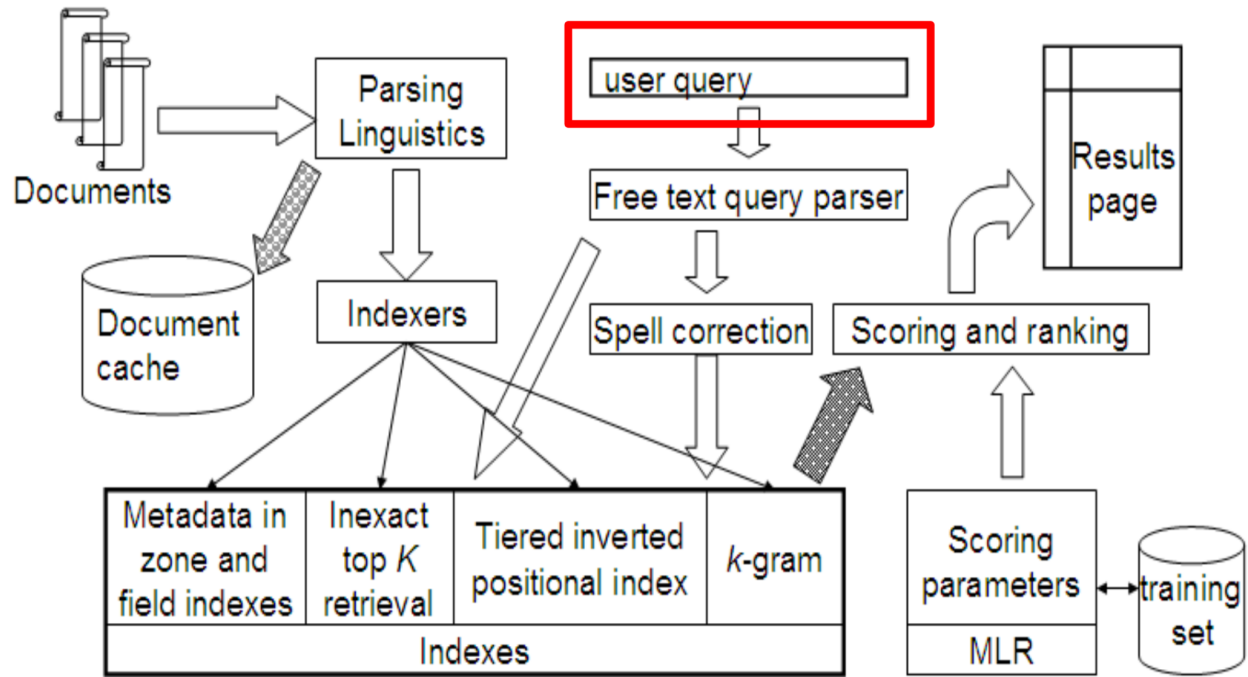 Documents
Parsing
Linguistics
user query
Free text query parser
Results
page
Document
cache
Indexers
Spell correction
Scoring and ranking
Metadata in
zone and
field indexes
Inexact
top K
retrieval
Tiered inverted
positional index
k-gram
Indexes
Scoring
parameters
MLR
training
set